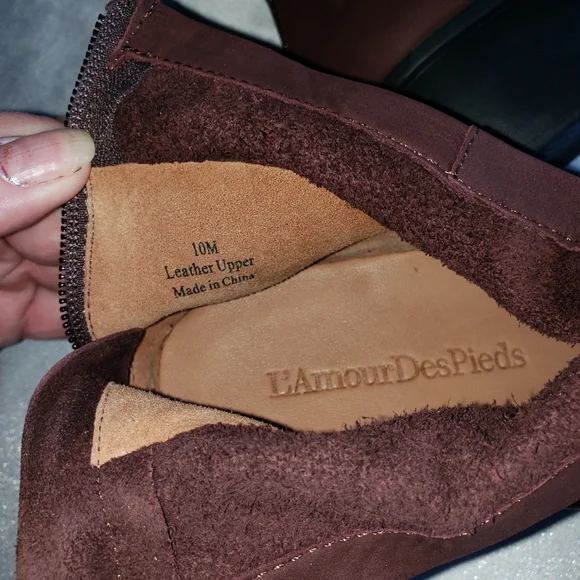 10M
Leather Upper
Made in China
L'AmourDesPieds